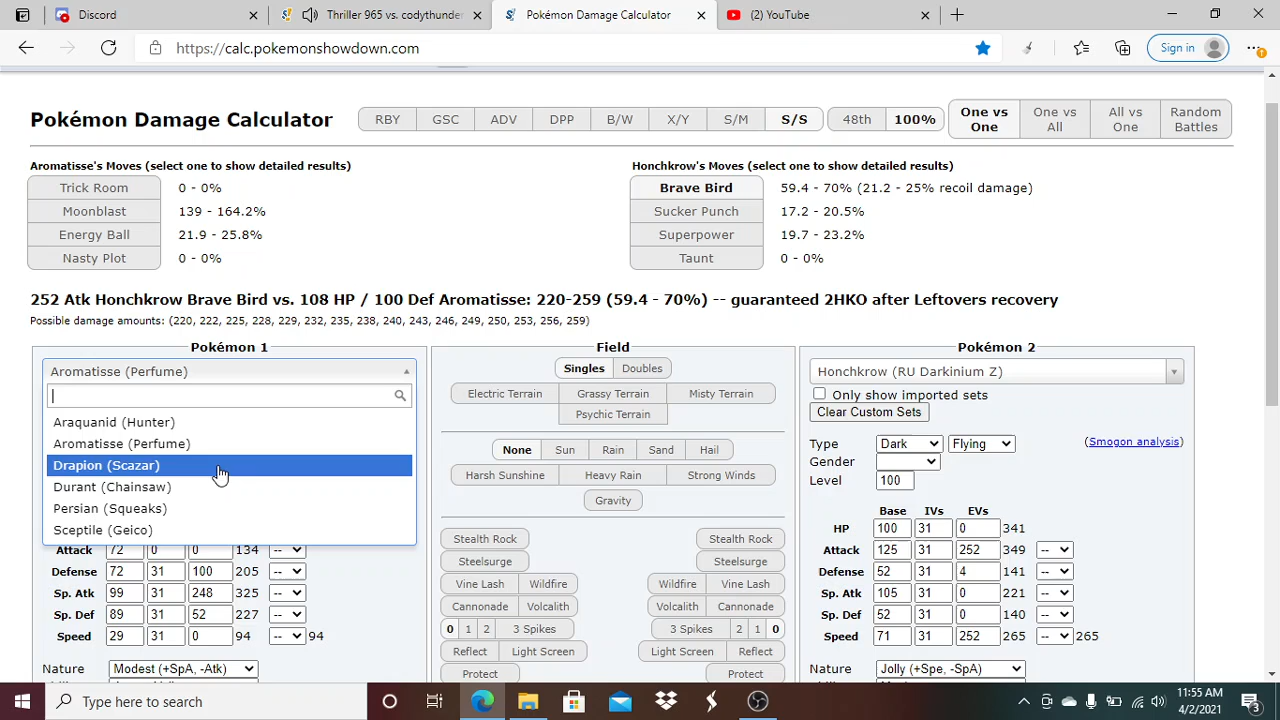 Discord
Thriller 965 vs. codythunder
Pokémon Damage Calculator
(2) YouTube
https://calc.pokemonshowdown.com
Sign in
Pokémon Damage Calculator
RBY GSC ADV DPP B/W X/Y S/M S/S
48th 100%
One vs One
One vs All
All vs One
Random Battles
Aromatisse's Moves (select one to show detailed results)
Trick Room 0 - 0%
Moonblast 139 - 164.2%
Energy Ball 21.9 - 25.8%
Nasty Plot 0 - 0%
Honchkrow's Moves (select one to show detailed results)
Brave Bird 59.4 - 70% (21.2 - 25% recoil damage)
Sucker Punch 17.2 - 20.5%
Superpower 19.7 - 23.2%
Taunt 0 - 0%
252 Atk Honchkrow Brave Bird vs. 108 HP / 100 Def Aromatisse: 220-259 (59.4 - 70%) -- guaranteed 2HKO after Leftovers recovery
Possible damage amounts: (220, 222, 225, 228, 229, 232, 235, 238, 240, 243, 246, 249, 250, 253, 256, 259)
Pokémon 1
Aromatisse (Perfume)
Araquanid (Hunter)
Aromatisse (Perfume)
Drapion (Scazar)
Durant (Chainsaw)
Persian (Squeaks)
Sceptile (Geico)
Attack 72 0 0 134 --
Defense 72 31 100 205 --
Sp. Atk 99 31 248 325 --
Sp. Def 89 31 52 227 --
Speed 29 31 0 94 -- 94
Nature Modest (+SpA, -Atk)
Field
Singles Doubles
Electric Terrain Grassy Terrain Misty Terrain
Psychic Terrain
None Sun Rain Sand Hail
Harsh Sunshine Heavy Rain Strong Winds
Gravity
Stealth Rock Stealth Rock
Steelsurge Steelsurge
Vine Lash Wildfire Wildfire Vine Lash
Cannonade Volcalith Volcalith Cannonade
0 1 2 3 Spikes 3 Spikes 2 1 0
Reflect Light Screen Light Screen Reflect
Protect Protect
Pokémon 2
Honchkrow (RU Darkinium Z)
Only show imported sets
Clear Custom Sets
Type Dark Flying (Smogon analysis)
Gender
Level 100
Base IVs EVs
HP 100 31 0 341
Attack 125 31 252 349 --
Defense 52 31 4 141 --
Sp. Atk 105 31 0 221 --
Sp. Def 52 31 0 140 --
Speed 71 31 252 265 -- 265
Nature Jolly (+Spe, -SpA)
Type here to search
11:55 AM
4/2/2021
3